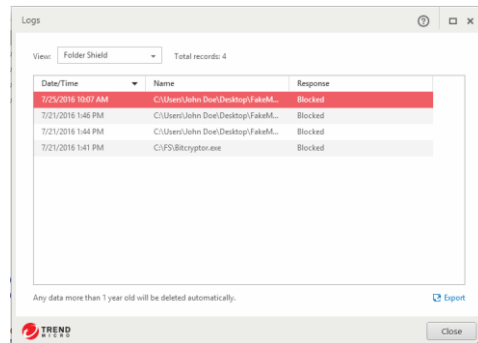 Logs
View: Folder Shield Total records: 4
Date/Time Name Response
7/25/2016 10:07 AM C:\Users\John Doe\Desktop\FakeM... Blocked
7/21/2016 1:46 PM C:\Users\John Doe\Desktop\FakeM... Blocked
7/21/2016 1:44 PM C:\Users\John Doe\Desktop\FakeM... Blocked
7/21/2016 1:41 PM C:\FS\Bitcryptor.exe Blocked
Any data more than 1 year old will be deleted automatically. Export
TREND MICRO Close